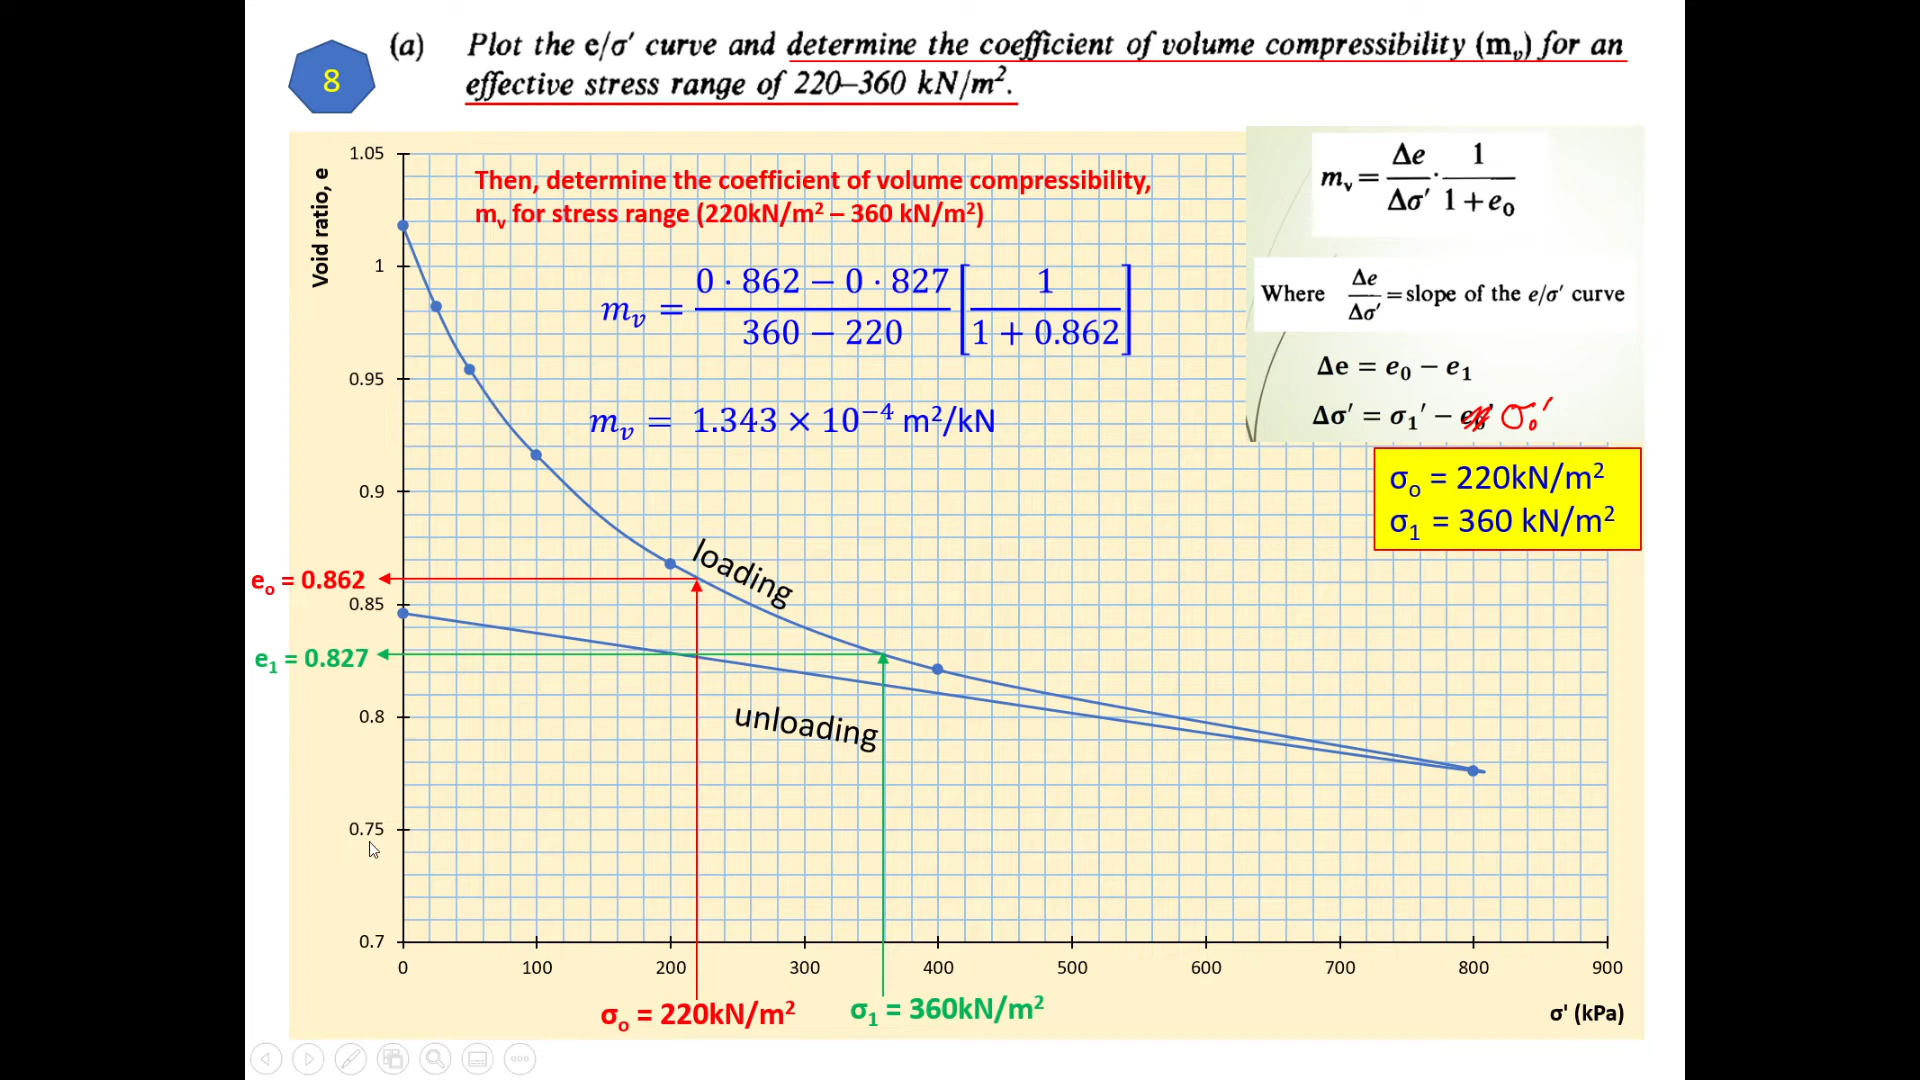 8
(a) Plot the e/σ′ curve and determine the coefficient of volume compressibility (mᵥ) for an
effective stress range of 220–360 kN/m².
Void ratio, e
1.05
1
0.95
0.9
0.85
0.8
0.75
0.7
Then, determine the coefficient of volume compressibility,
mᵥ for stress range (220kN/m² – 360 kN/m²)
mᵥ = (0·862 − 0·827)/(360 − 220) [1/(1 + 0.862)]
mᵥ = 1.343 × 10⁻⁴ m²/kN
mᵥ = Δe/Δσ′ · 1/(1+e₀)
Where Δe/Δσ′ = slope of the e/σ′ curve
Δe = e₀ − e₁
Δσ′ = σ₁′ − σ₀′
σₒ = 220kN/m²
σ₁ = 360 kN/m²
loading
eₒ = 0.862
e₁ = 0.827
unloading
0 100 200 300 400 500 600 700 800 900
σₒ = 220kN/m²
σ₁ = 360kN/m²
σ' (kPa)